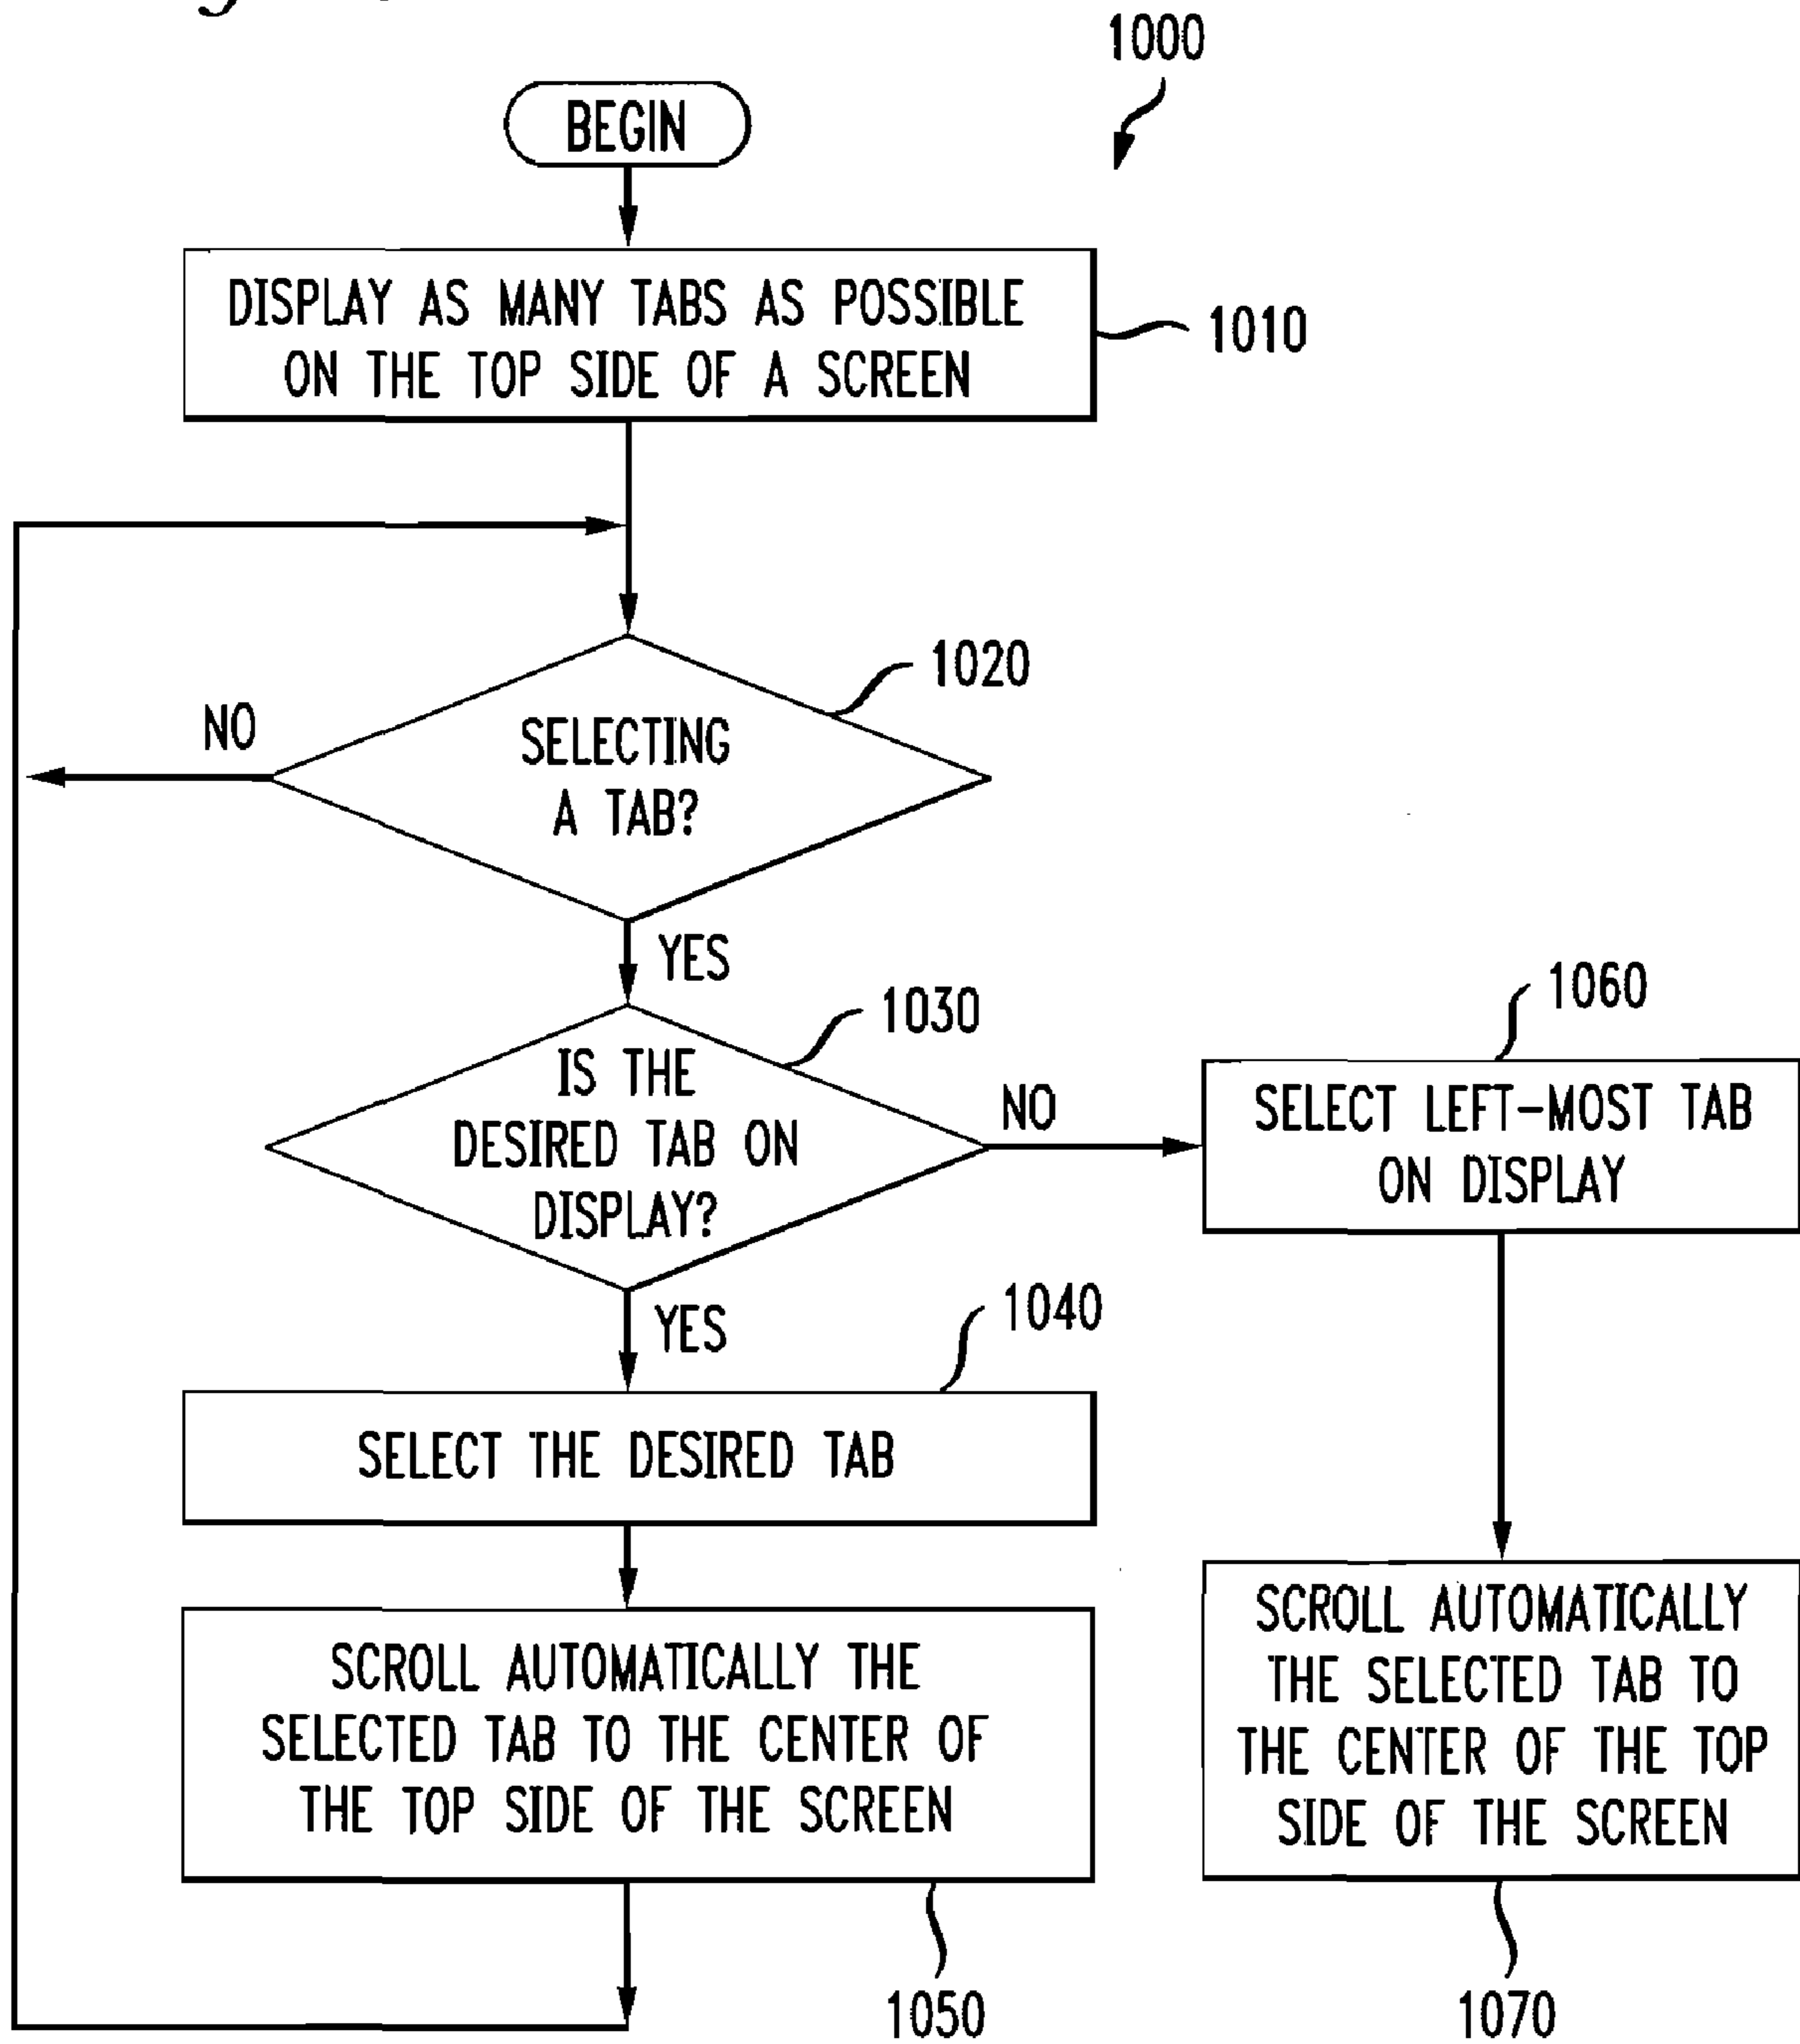 1000
BEGIN
DISPLAY AS MANY TABS AS POSSIBLE
ON THE TOP SIDE OF A SCREEN
1010
1020
NO
SELECTING
A TAB?
YES
1030
IS THE
DESIRED TAB ON
DISPLAY?
NO
1060
SELECT LEFT-MOST TAB
ON DISPLAY
YES
1040
SELECT THE DESIRED TAB
SCROLL AUTOMATICALLY THE
SELECTED TAB TO THE CENTER OF
THE TOP SIDE OF THE SCREEN
SCROLL AUTOMATICALLY
THE SELECTED TAB TO
THE CENTER OF THE TOP
SIDE OF THE SCREEN
1050
1070